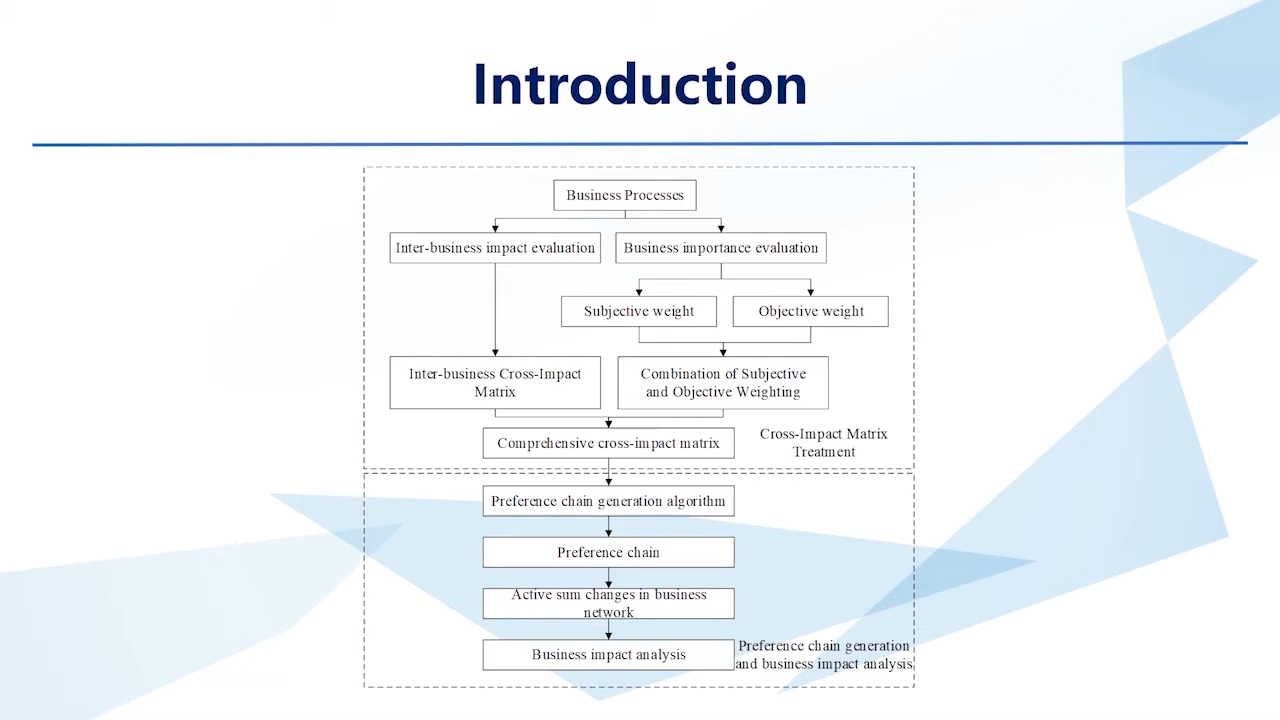 Introduction
Business Processes
Inter-business impact evaluation
Business importance evaluation
Subjective weight
Objective weight
Inter-business Cross-Impact
Matrix
Combination of Subjective
and Objective Weighting
Comprehensive cross-impact matrix
Cross-Impact Matrix
Treatment
Preference chain generation algorithm
Preference chain
Active sum changes in business
network
Business impact analysis
Preference chain generation
and business impact analysis